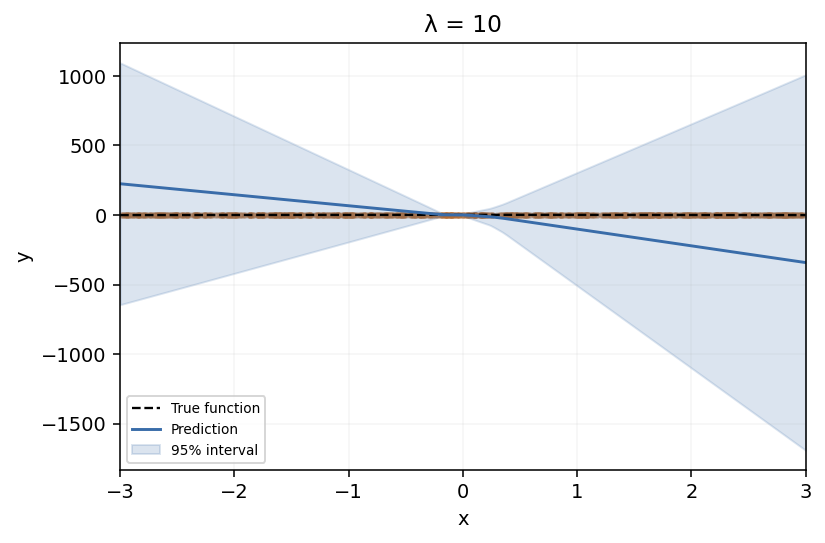 λ = 10
1000
500
0
−500
−1000
−1500
y
True function
Prediction
95% interval
−3
−2
−1
0
1
2
3
x